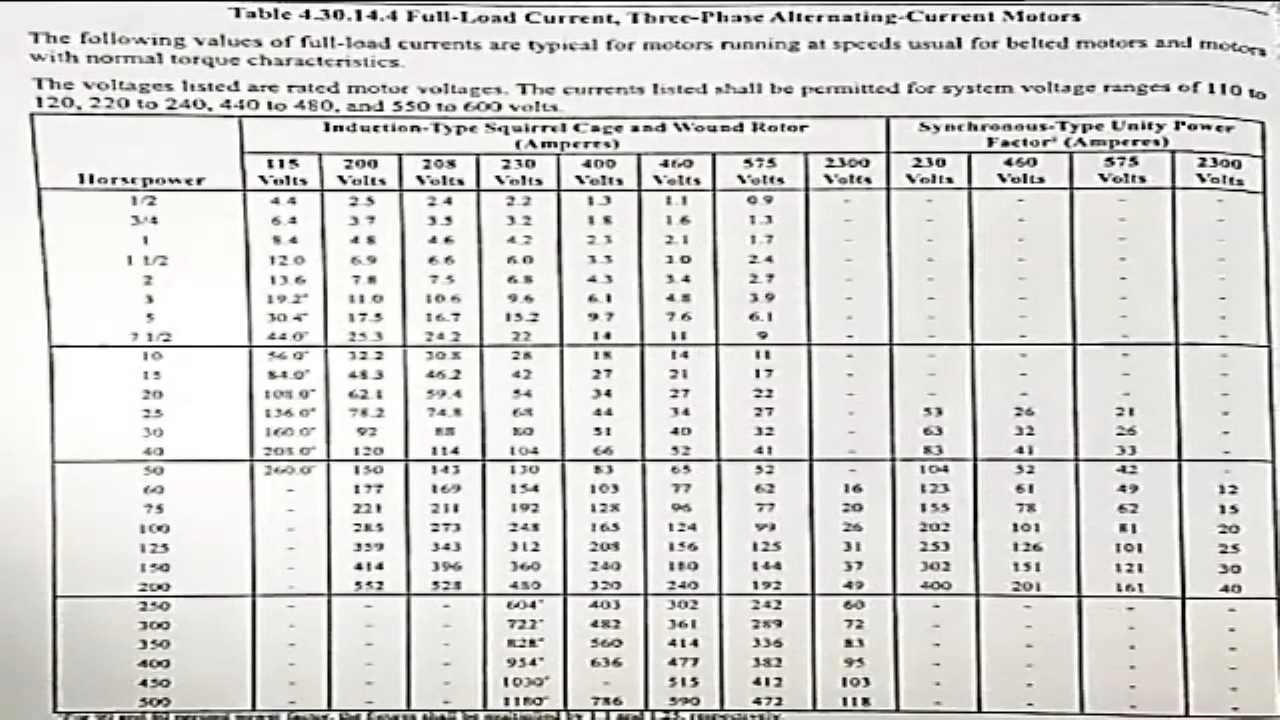 Table 4.30.14.4 Full-Load Current, Three-Phase Alternating-Current Motors
The following values of full-load currents are typical for motors running at speeds usual for belted motors and motors
with normal torque characteristics.
The voltages listed are rated motor voltages. The currents listed shall be permitted for system voltage ranges of 110 to
120, 220 to 240, 440 to 480, and 550 to 600 volts.
Induction-Type Squirrel Cage and Wound Rotor Synchronous-Type Unity Power
(Amperes) Factor¹ (Amperes)
115 200 208 230 400 460 575 2300 230 460 575 2300
Horsepower Volts Volts Volts Volts Volts Volts Volts Volts Volts Volts Volts Volts
1/2 4.4 2.5 2.4 2.2 1.3 1.1 0.9 - - - - -
3/4 6.4 3.7 3.5 3.2 1.8 1.6 1.3 - - - - -
1 8.4 4.8 4.6 4.2 2.3 2.1 1.7 - - - - -
1 1/2 12.0 6.9 6.6 6.0 3.3 3.0 2.4 - - - - -
2 13.6 7.8 7.5 6.8 4.3 3.4 2.7 - - - - -
3 19.2* 11.0 10.6 9.6 6.1 4.8 3.9 - - - - -
5 30.4* 17.5 16.7 15.2 9.7 7.6 6.1 - - - - -
7 1/2 44.0* 25.3 24.2 22 14 11 9 - - - - -
10 56.0* 32.2 30.8 28 18 14 11 - - - - -
15 84.0* 48.3 46.2 42 27 21 17 - - - - -
20 108.0* 62.1 59.4 54 34 27 22 - - - - -
25 136.0* 78.2 74.8 68 44 34 27 - 53 26 21 -
30 160.0* 92 88 80 51 40 32 - 63 32 26 -
40 208.0* 120 114 104 66 52 41 - 83 41 33 -
50 260.0* 150 143 130 83 65 52 - 104 52 42 -
60 - 177 169 154 103 77 62 16 123 61 49 12
75 - 221 211 192 128 96 77 20 155 78 62 15
100 - 285 273 248 165 124 99 26 202 101 81 20
125 - 359 343 312 208 156 125 31 253 126 101 25
150 - 414 396 360 240 180 144 37 302 151 121 30
200 - 552 528 480 320 240 192 49 400 201 161 40
250 - - - 604* 403 302 242 60 - - - -
300 - - - 722* 482 361 289 72 - - - -
350 - - - 828* 560 414 336 83 - - - -
400 - - - 954* 636 477 382 95 - - - -
450 - - - 1030* - 515 412 103 - - - -
500 - - - 1180* 786 590 472 118 - - - -
the figures shall be multiplied by 1.1 and 1.25, respectively.